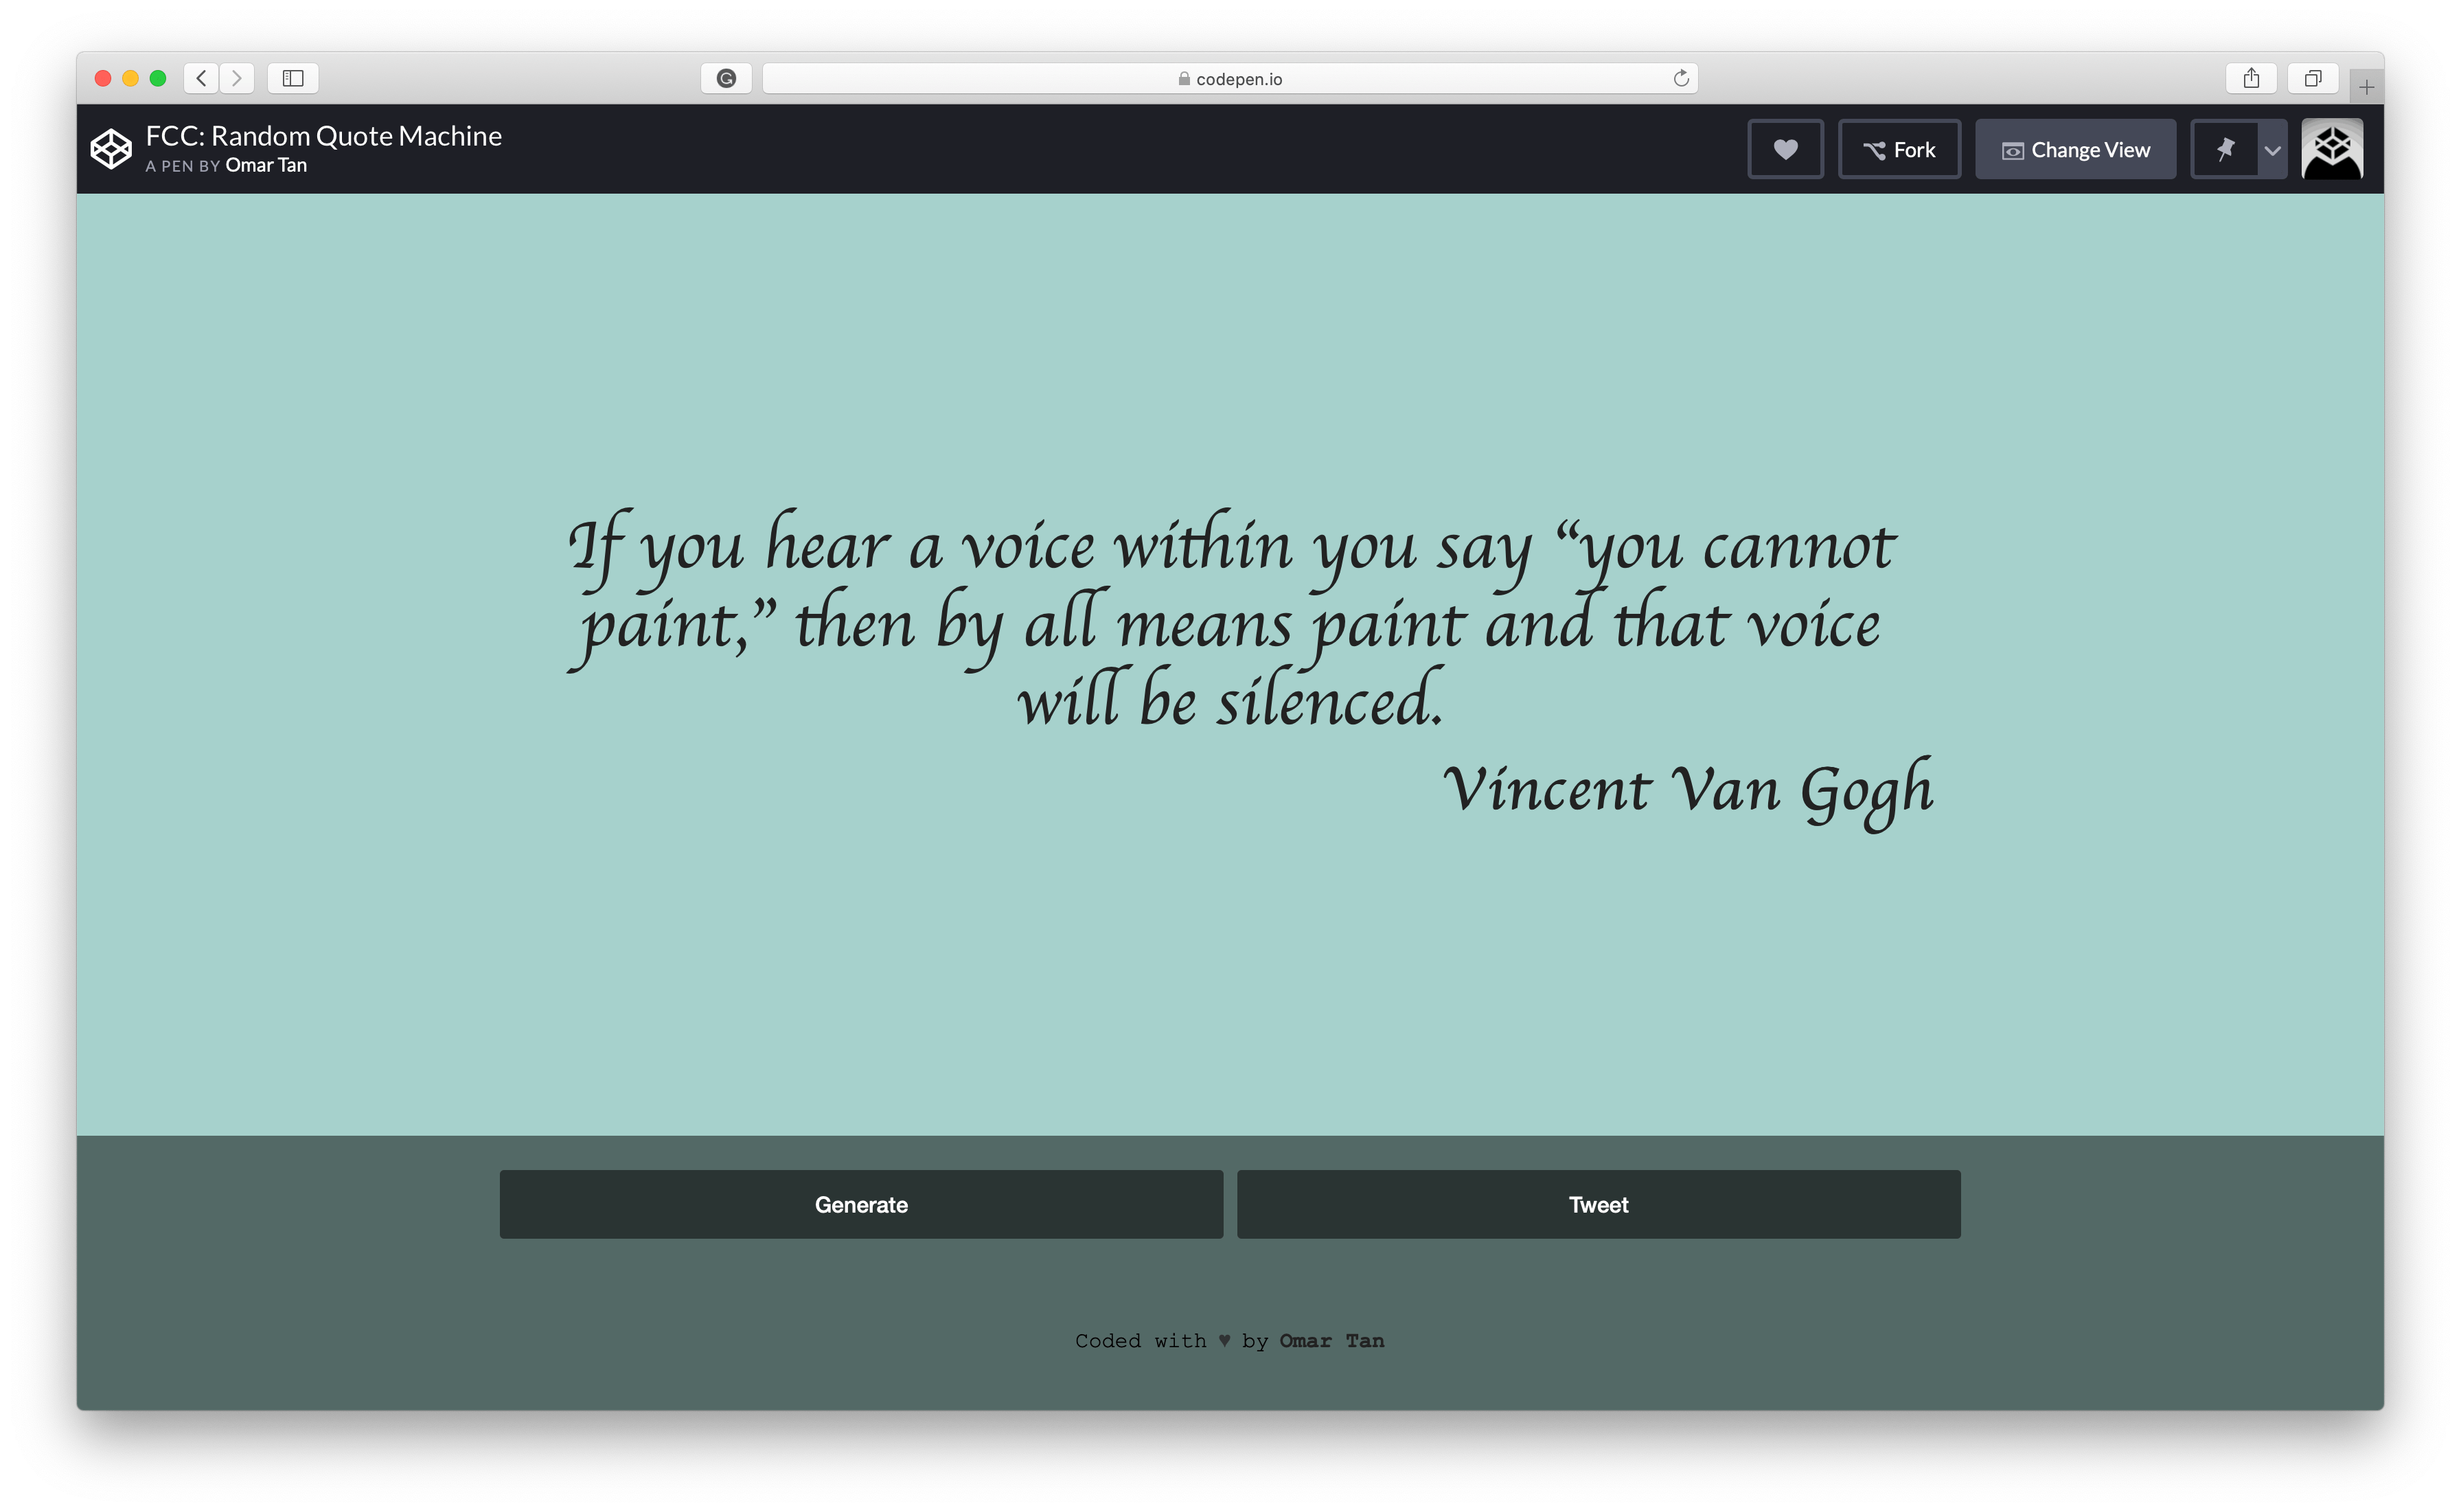 codepen.io
FCC: Random Quote Machine
A PEN BY Omar Tan
Fork
Change View
If you hear a voice within you say “you cannot
paint,” then by all means paint and that voice
will be silenced.
Vincent Van Gogh
Generate
Tweet
Coded with ♥ by Omar Tan